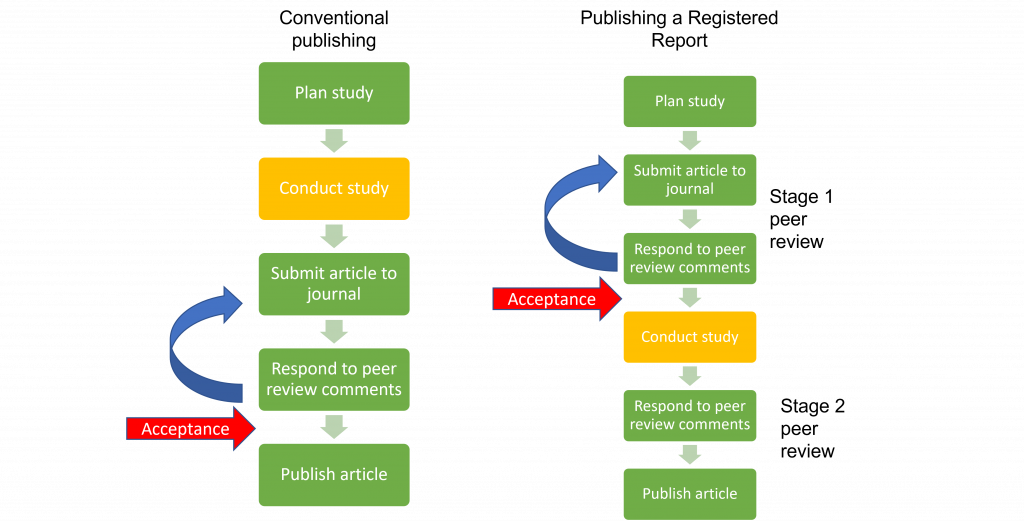 Conventional
publishing
Plan study
Conduct study
Submit article to
journal
Respond to peer
review comments
Acceptance
Publish article
Publishing a Registered
Report
Plan study
Submit article to
journal
Stage 1
peer
review
Respond to peer
review comments
Acceptance
Conduct study
Respond to peer
review comments
Stage 2
peer
review
Publish article